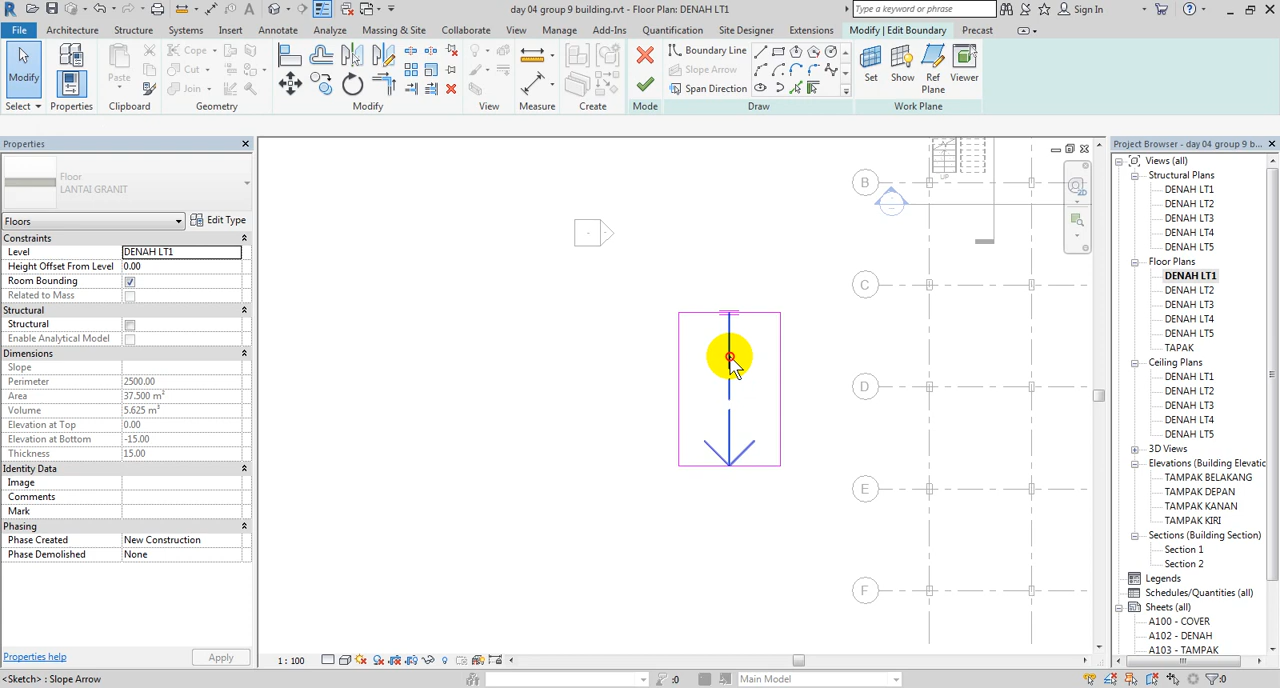 day 04 group 9 building.rvt - Floor Plan: DENAH LT1
Type a keyword or phrase
Sign In
File Architecture Structure Systems Insert Annotate Analyze Massing & Site Collaborate View Manage Add-Ins Quantification Site Designer Extensions Modify | Edit Boundary Precast
Modify
Properties
Paste
Cope
Cut
Join
Boundary Line
Slope Arrow
Span Direction
Set
Show
Ref Plane
Viewer
Select Properties Clipboard Geometry Modify View Measure Create Mode Draw Work Plane
Properties
Floor
LANTAI GRANIT
Floors
Edit Type
Constraints
Level DENAH LT1
Height Offset From Level 0.00
Room Bounding
Related to Mass
Structural
Structural
Enable Analytical Model
Dimensions
Slope
Perimeter 2500.00
Area 37.500 m²
Volume 5.625 m³
Elevation at Top 0.00
Elevation at Bottom -15.00
Thickness 15.00
Identity Data
Image
Comments
Mark
Phasing
Phase Created New Construction
Phase Demolished None
Properties help
Apply
B
C
D
E
F
UP
2D
1 : 100
Project Browser - day 04 group 9 b...
Views (all)
Structural Plans
DENAH LT1
DENAH LT2
DENAH LT3
DENAH LT4
DENAH LT5
Floor Plans
DENAH LT1
DENAH LT2
DENAH LT3
DENAH LT4
DENAH LT5
TAPAK
Ceiling Plans
DENAH LT1
DENAH LT2
DENAH LT3
DENAH LT4
DENAH LT5
3D Views
Elevations (Building Elevatio
TAMPAK BELAKANG
TAMPAK DEPAN
TAMPAK KANAN
TAMPAK KIRI
Sections (Building Section)
Section 1
Section 2
Legends
Schedules/Quantities (all)
Sheets (all)
A100 - COVER
A102 - DENAH
A103 - TAMPAK
<Sketch> : Slope Arrow
:0
Main Model
:0